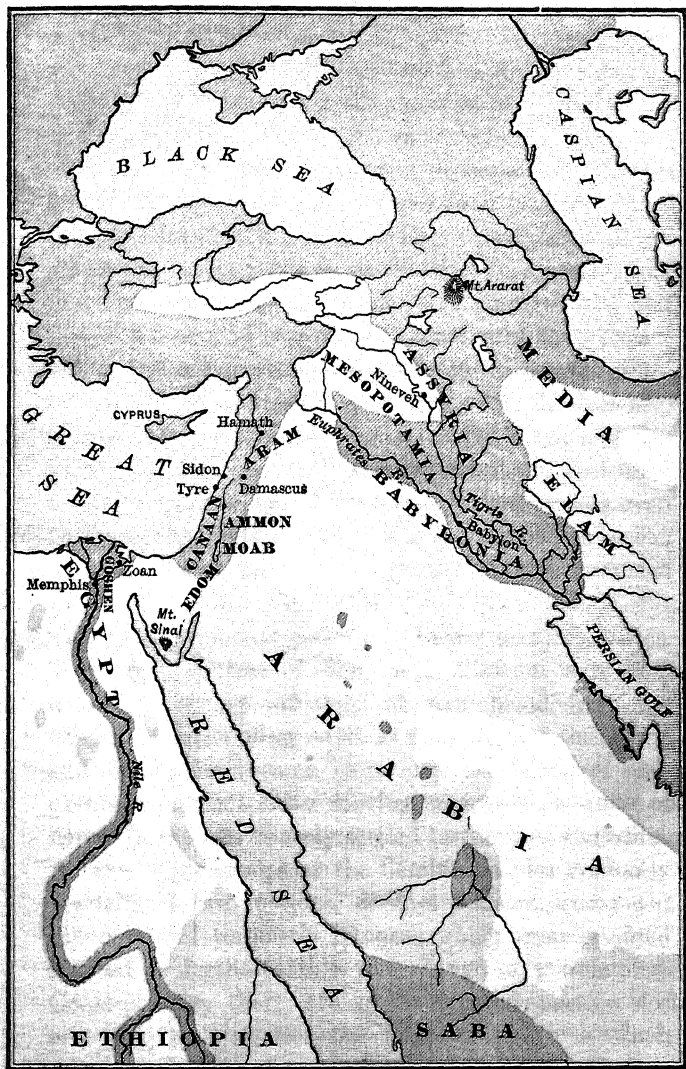 BLACK SEA
CASPIAN SEA
Mt. Ararat
MEDIA
ASSYRIA
MESOPOTAMIA
Nineveh
CYPRUS
GREAT SEA
Hamath
ARAM
Euphrates R.
Sidon
Tyre
Damascus
Tigris R.
ELAM
BABYLONIA
Babylon
CANAAN
AMMON
MOAB
EDOM
Zoan
GOSHEN
Memphis
EGYPT
Mt. Sinai
PERSIAN GULF
ARABIA
RED SEA
Nile R.
ETHIOPIA
SABA